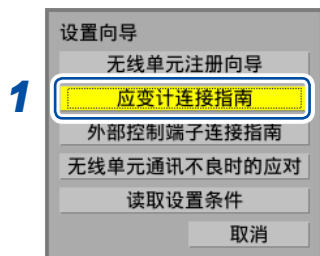 设置向导
无线单元注册向导
1
应变计连接指南
外部控制端子连接指南
无线单元通讯不良时的应对
读取设置条件
取消